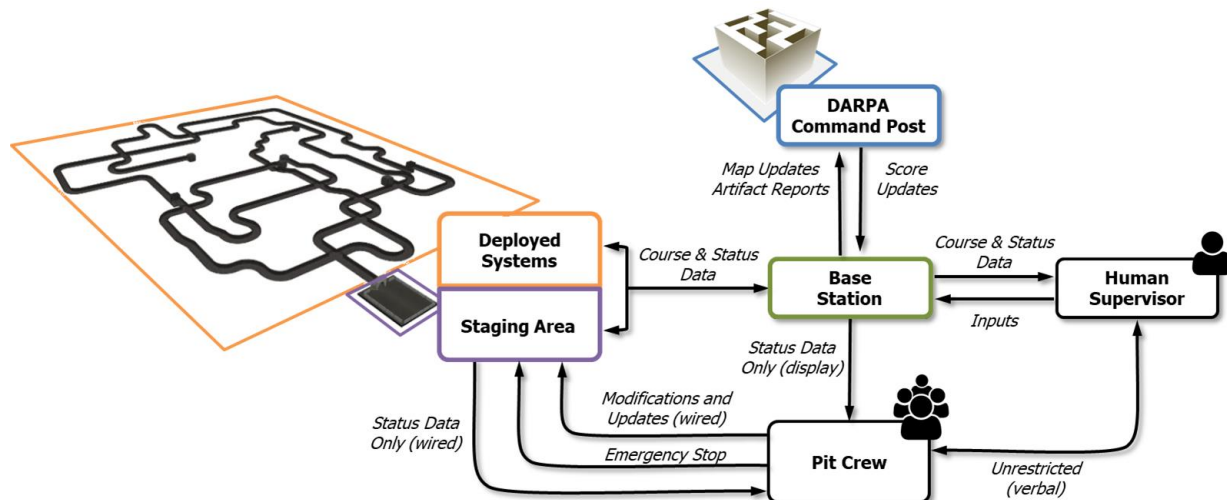 DARPA
Command Post
Map Updates
Artifact Reports
Score
Updates
Deployed
Systems
Staging Area
Course & Status
Data
Base
Station
Course & Status
Data
Inputs
Human
Supervisor
Status Data
Only (display)
Modifications and
Updates (wired)
Status Data
Only (wired)
Emergency Stop
Pit Crew
Unrestricted
(verbal)